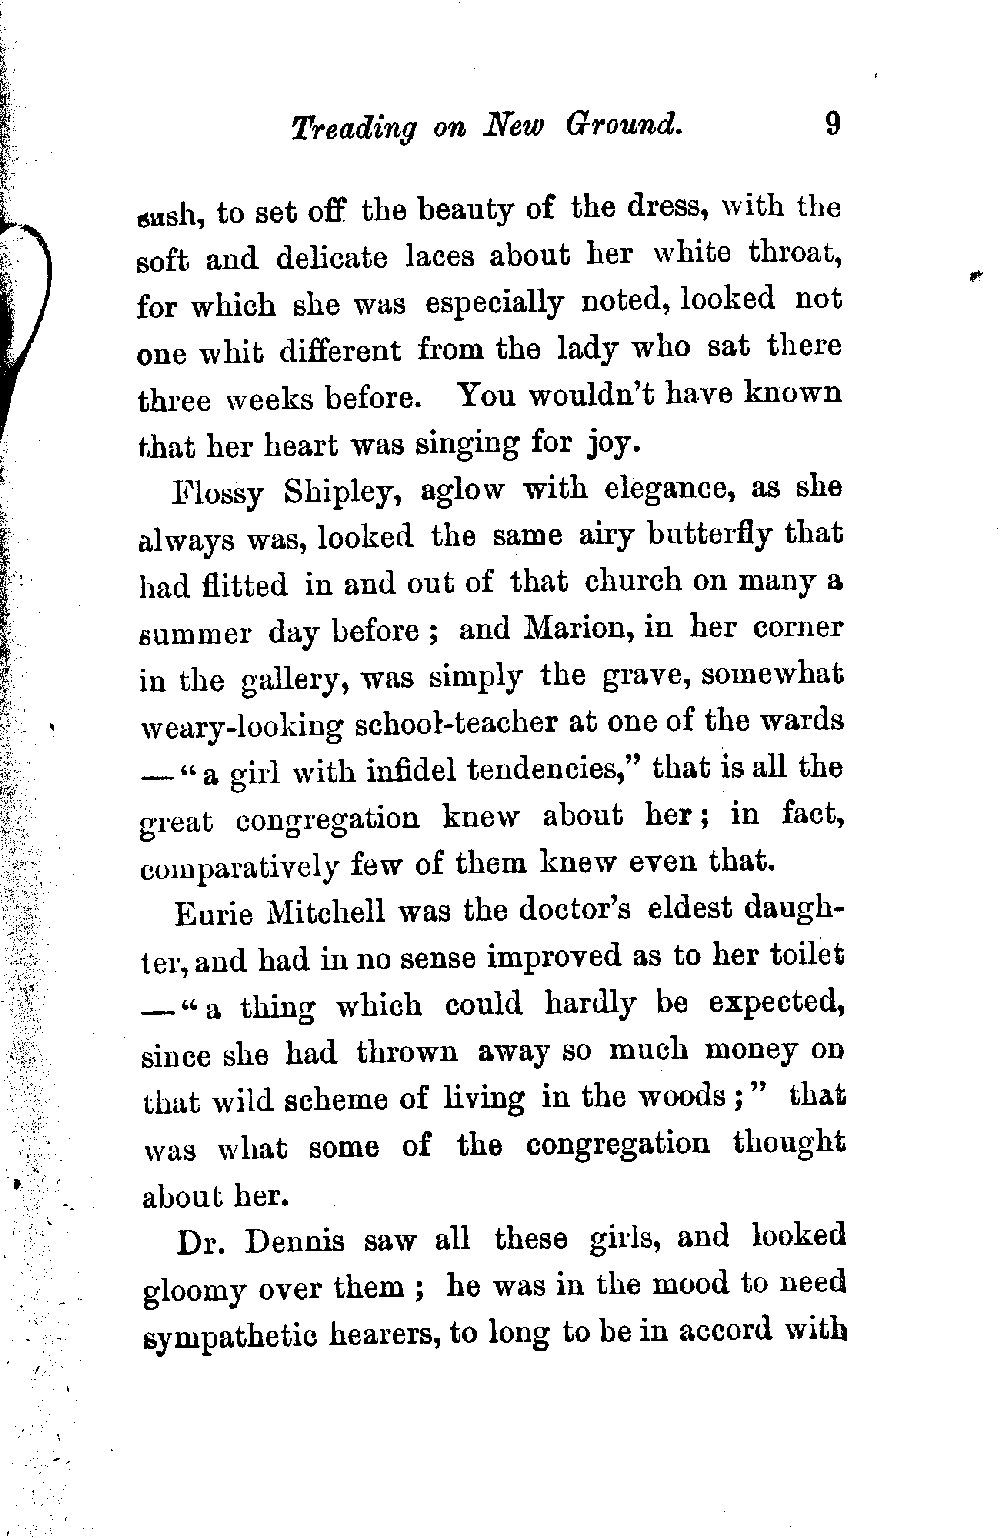 Treading on New Ground. 9
sash, to set off the beauty of the dress, with the
soft and delicate laces about her white throat,
for which she was especially noted, looked not
one whit different from the lady who sat there
three weeks before. You wouldn't have known
that her heart was singing for joy.
Flossy Shipley, aglow with elegance, as she
always was, looked the same airy butterfly that
had flitted in and out of that church on many a
summer day before ; and Marion, in her corner
in the gallery, was simply the grave, somewhat
weary-looking school-teacher at one of the wards
— “ a girl with infidel tendencies,” that is all the
great congregation knew about her ; in fact,
comparatively few of them knew even that.
Eurie Mitchell was the doctor's eldest daugh-
ter, and had in no sense improved as to her toilet
— “ a thing which could hardly be expected,
since she had thrown away so much money on
that wild scheme of living in the woods ; ” that
was what some of the congregation thought
about her.
Dr. Dennis saw all these girls, and looked
gloomy over them ; he was in the mood to need
sympathetic hearers, to long to be in accord with